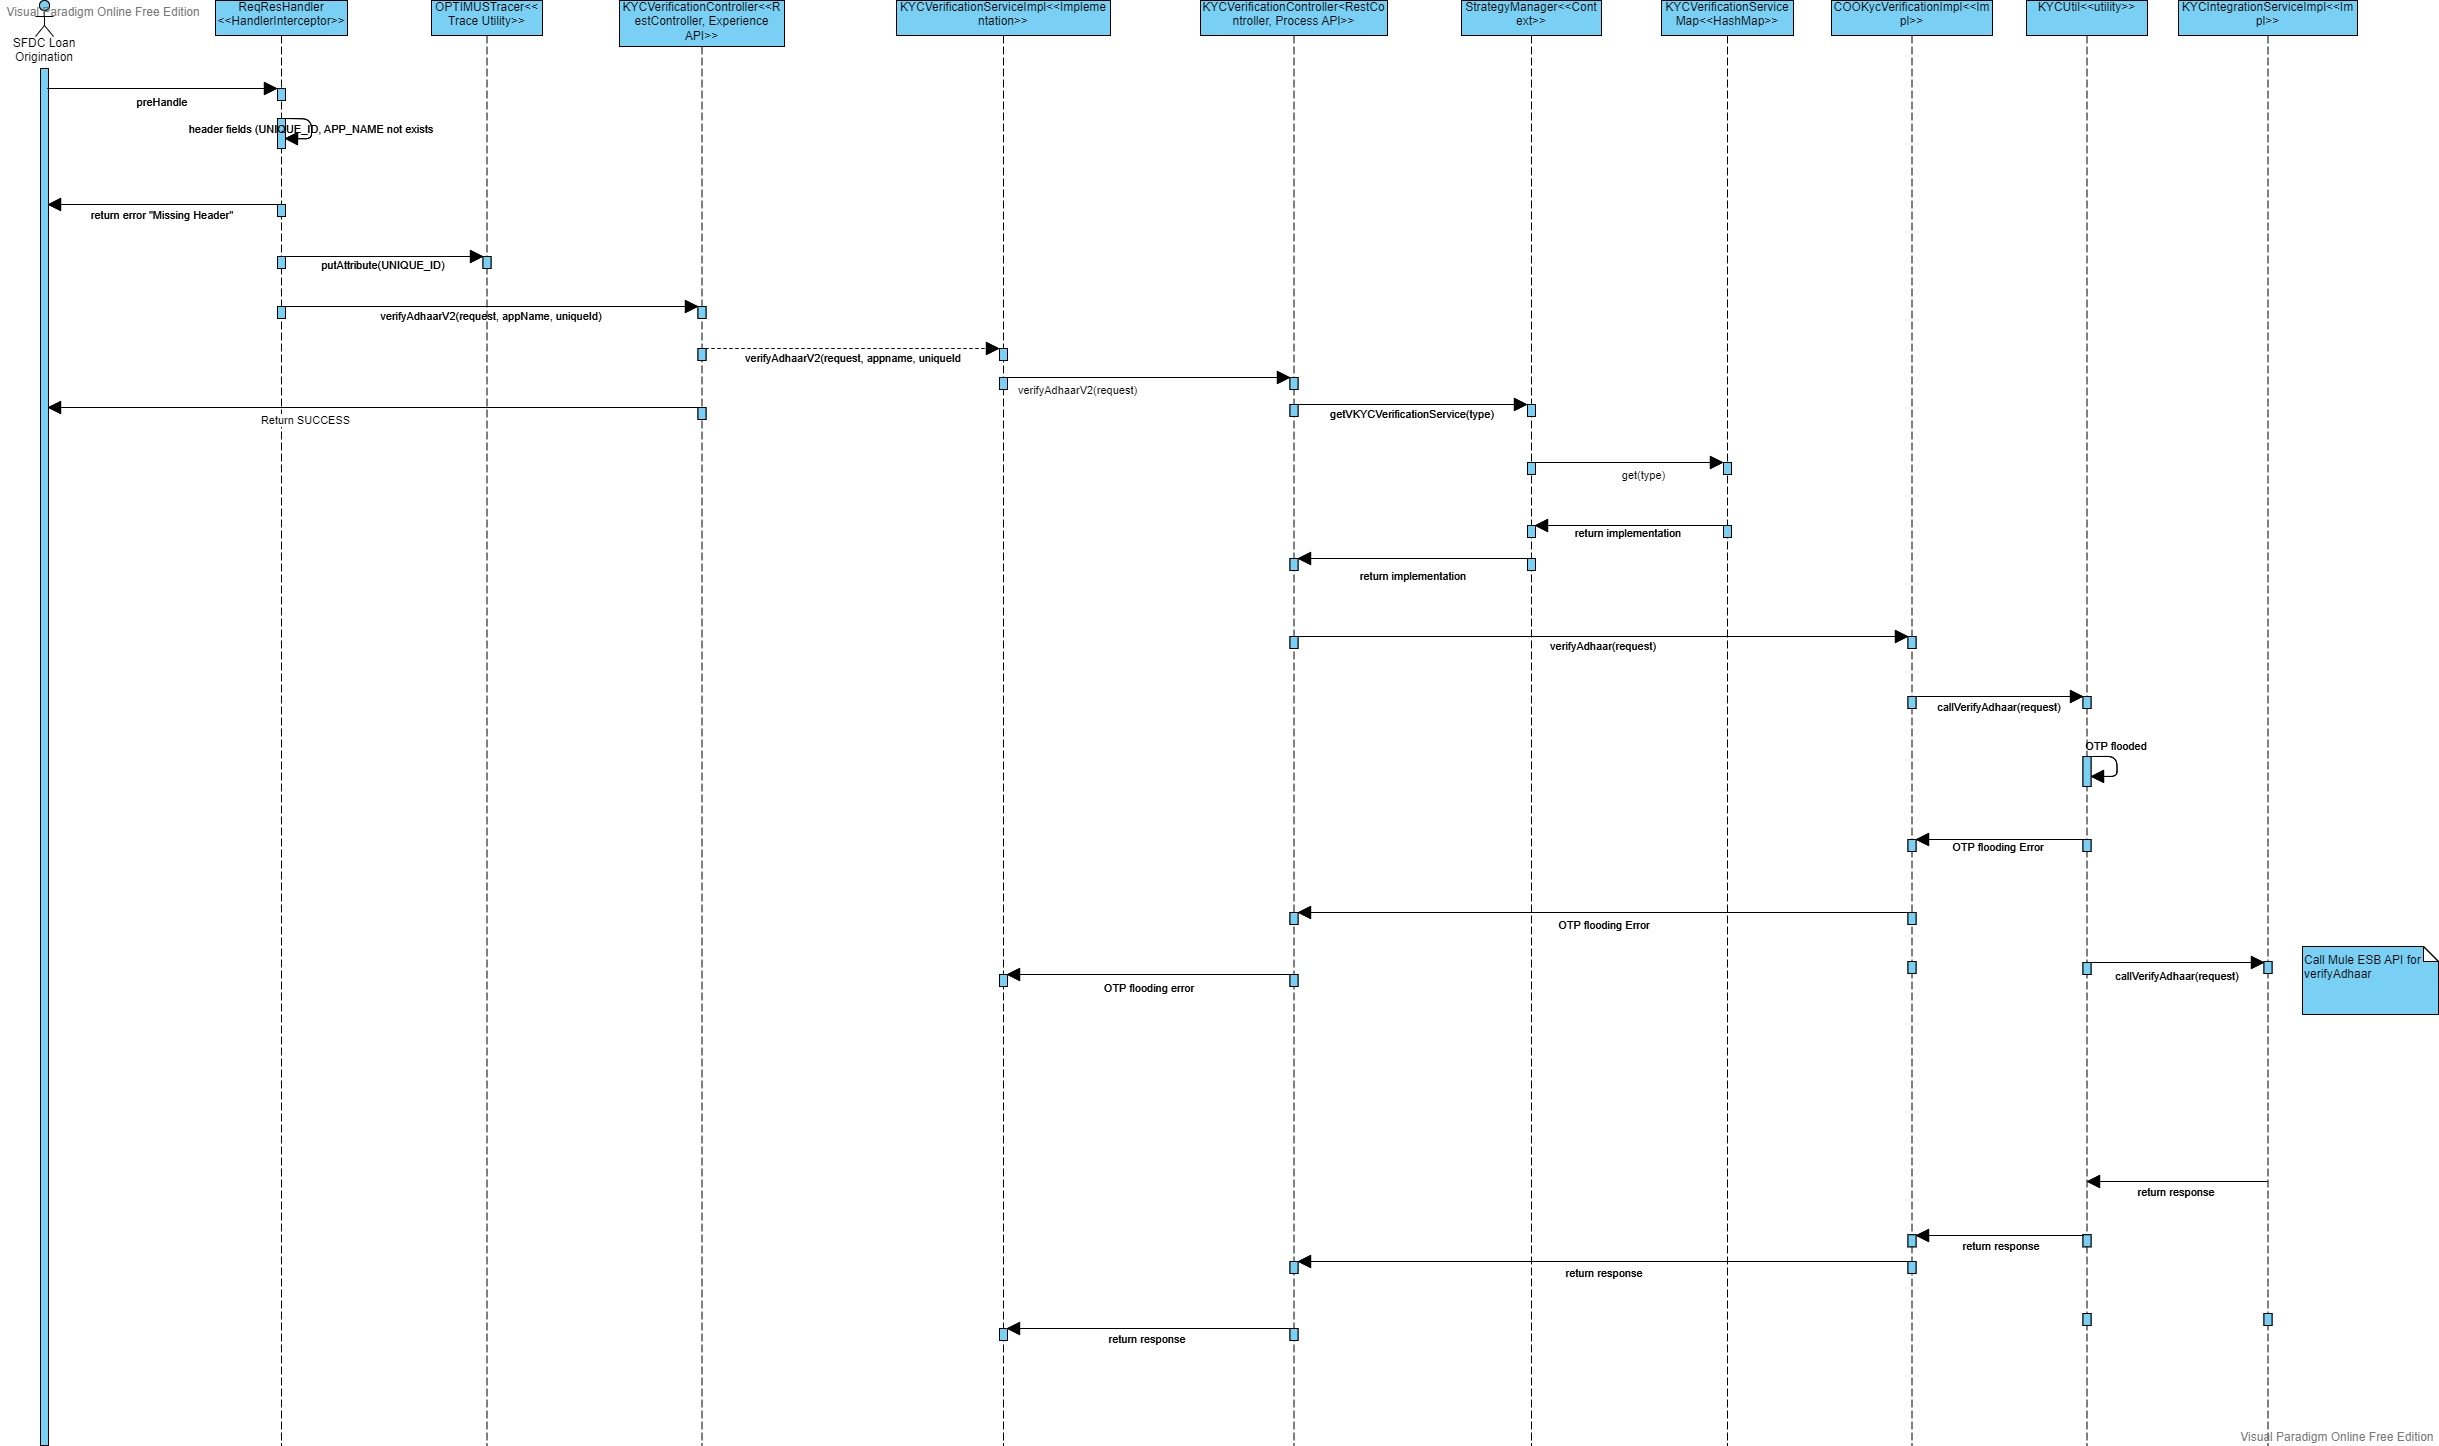 Visual Paradigm Online Free Edition
SFDC Loan
Origination
ReqResHandler
<<HandlerInterceptor>>
OPTIMUSTracer<<
Trace Utility>>
KYCVerificationController<<R
estController, Experience
API>>
KYCVerificationServiceImpl<<Impleme
ntation>>
KYCVerificationController<RestCo
ntroller, Process API>>
StrategyManager<<Cont
ext>>
KYCVerificationService
Map<<HashMap>>
COOKycVerificationImpl<<Im
pl>>
KYCUtil<<utility>>
KYCIntegrationServiceImpl<<Im
pl>>
preHandle
header fields (UNIQUE_ID, APP_NAME not exists
return error "Missing Header"
putAttribute(UNIQUE_ID)
verifyAdhaarV2(request, appName, uniqueId)
verifyAdhaarV2(request, appname, uniqueId
verifyAdhaarV2(request)
Return SUCCESS
getVKYCVerificationService(type)
get(type)
return implementation
return implementation
verifyAdhaar(request)
callVerifyAdhaar(request)
OTP flooded
OTP flooding Error
OTP flooding Error
Call Mule ESB API for
verifyAdhaar
callVerifyAdhaar(request)
OTP flooding error
return response
return response
return response
return response
Visual Paradigm Online Free Edition